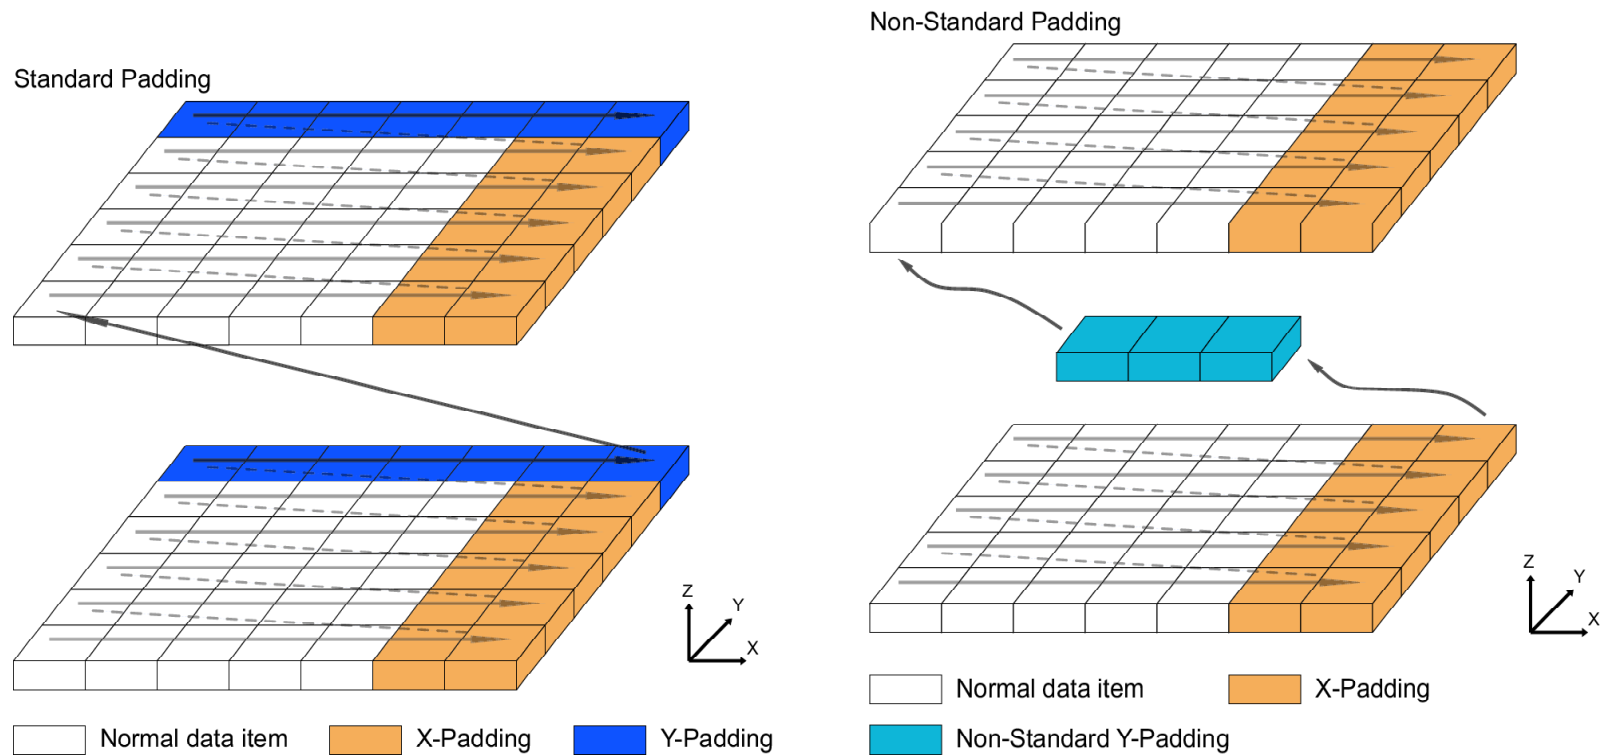 Standard Padding
Z
Y
X
Normal data item
X-Padding
Y-Padding
Non-Standard Padding
Z
Y
X
Normal data item
X-Padding
Non-Standard Y-Padding